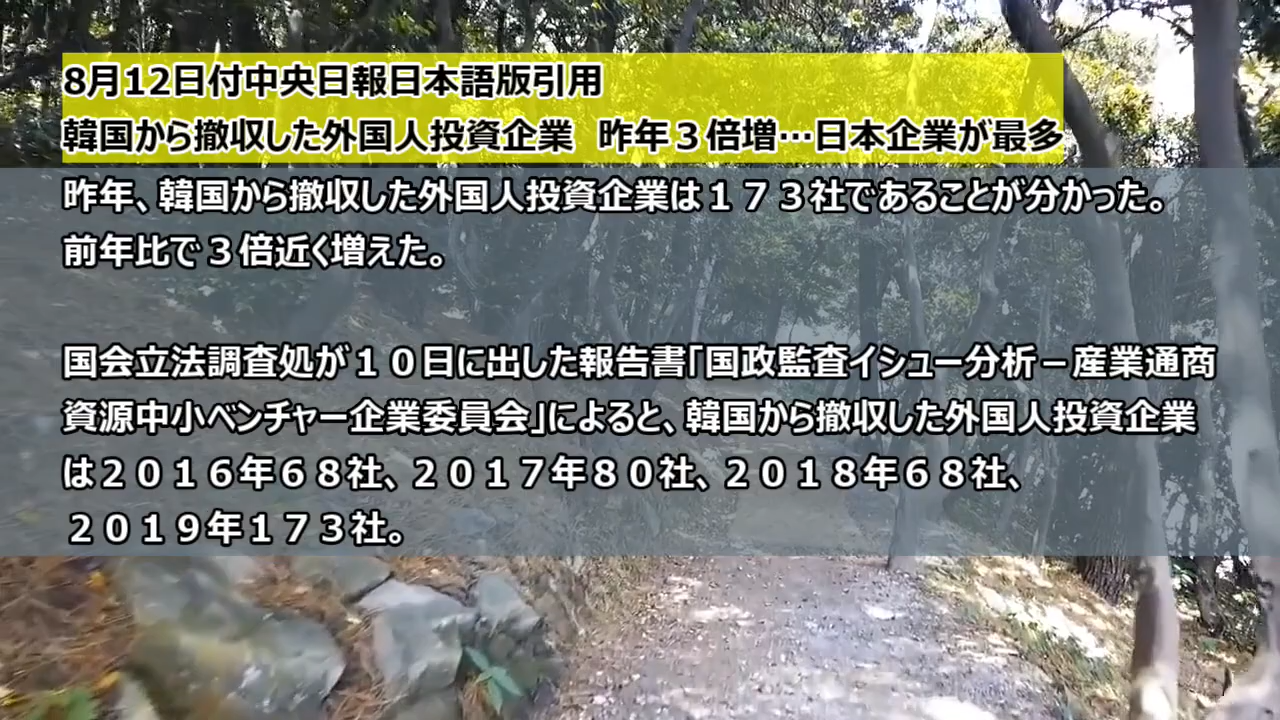 8月12日付中央日報日本語版引用
韓国から撤収した外国人投資企業　昨年３倍増…日本企業が最多
昨年、韓国から撤収した外国人投資企業は１７３社であることが分かった。
前年比で３倍近く増えた。
国会立法調査処が１０日に出した報告書「国政監査イシュー分析－産業通商
資源中小ベンチャー企業委員会」によると、韓国から撤収した外国人投資企業
は２０１６年６８社、２０１７年８０社、２０１８年６８社、
２０１９年１７３社。